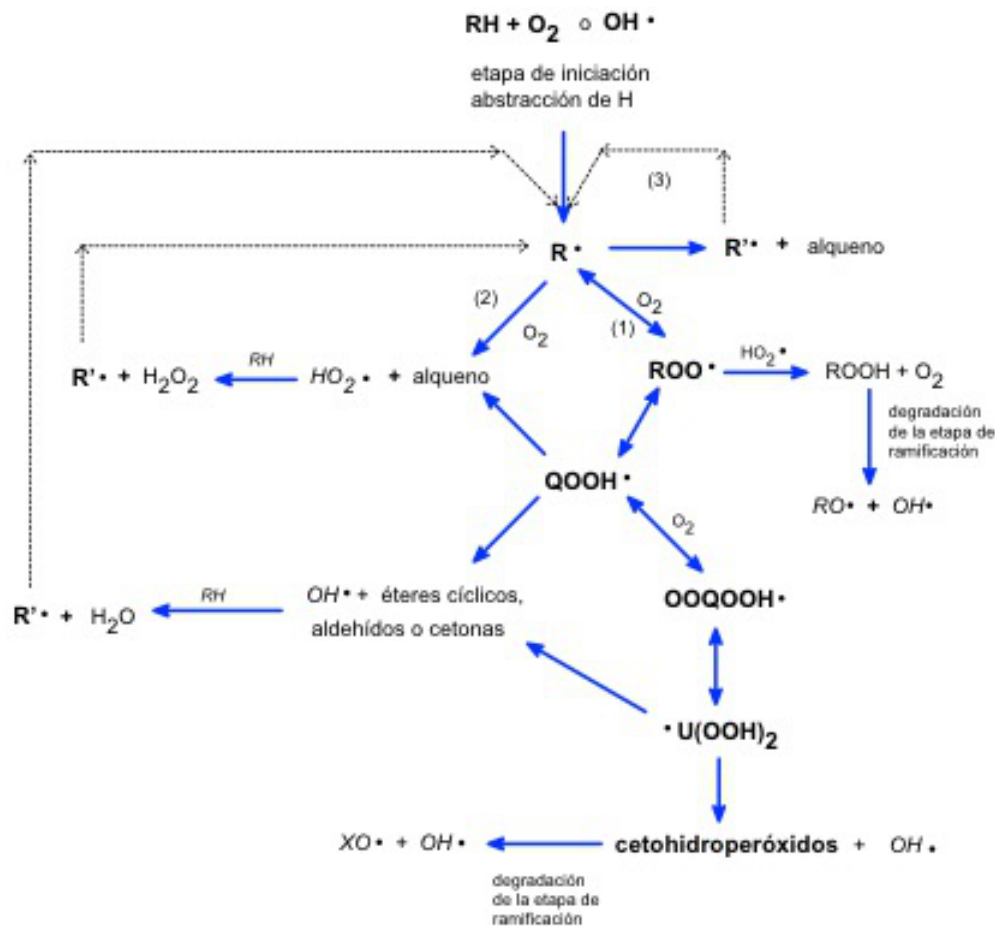 RH + O2 o OH •
etapa de iniciación
abstracción de H
(3)
R • R’• + alqueno
(2) O2
O2 (1)
R’• + H2O2 RH HO2 • + alqueno ROO • HO2 • ROOH + O2
degradación
de la etapa de
ramificación
QOOH •
RO• + OH•
O2
R’• + H2O RH OH• + éteres cíclicos,
aldehídos o cetonas
OOQOOH•
• U(OOH)2
XO• + OH • cetohidroperóxidos + OH •
degradación
de la etapa de
ramificación